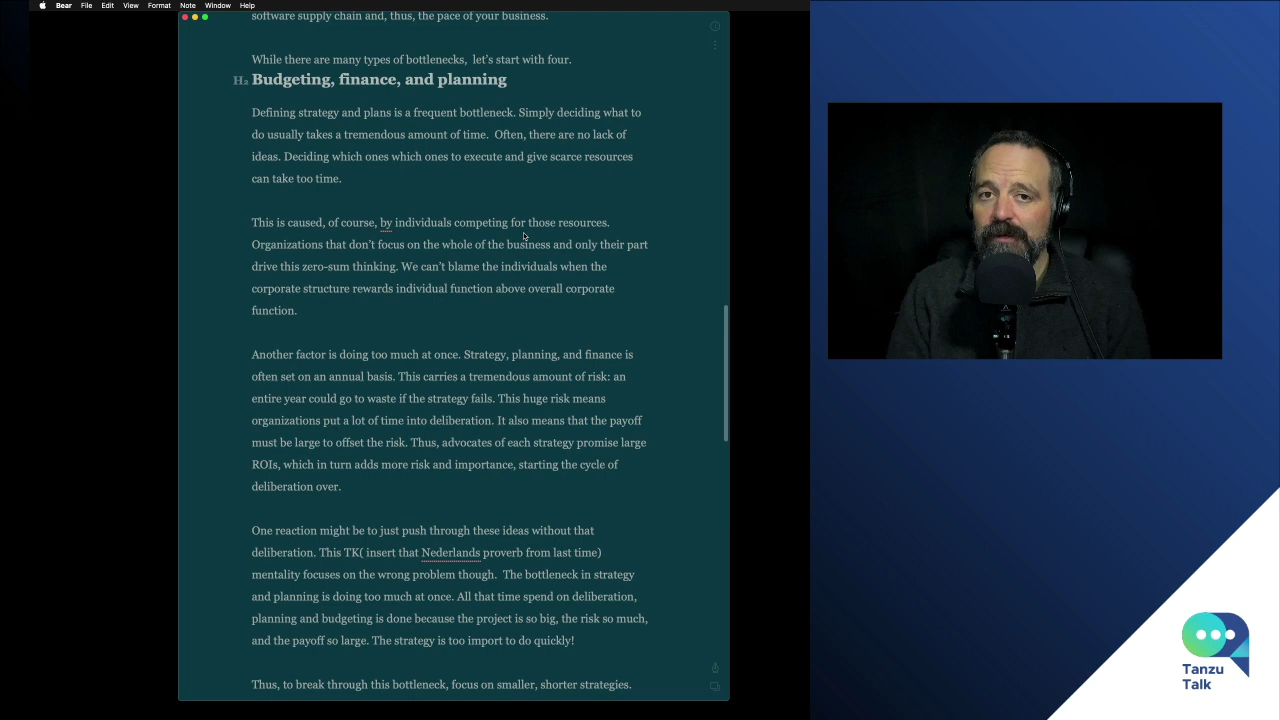 Bear File Edit View Format Note Window Help
software supply chain and, thus, the pace of your business.
While there are many types of bottlenecks,  let's start with four.
H2 Budgeting, finance, and planning
Defining strategy and plans is a frequent bottleneck. Simply deciding what to
do usually takes a tremendous amount of time.  Often, there are no lack of
ideas. Deciding which ones which ones to execute and give scarce resources
can take too time.
This is caused, of course, by individuals competing for those resources.
Organizations that don't focus on the whole of the business and only their part
drive this zero-sum thinking. We can't blame the individuals when the
corporate structure rewards individual function above overall corporate
function.
Another factor is doing too much at once. Strategy, planning, and finance is
often set on an annual basis. This carries a tremendous amount of risk: an
entire year could go to waste if the strategy fails. This huge risk means
organizations put a lot of time into deliberation. It also means that the payoff
must be large to offset the risk. Thus, advocates of each strategy promise large
ROIs, which in turn adds more risk and importance, starting the cycle of
deliberation over.
One reaction might be to just push through these ideas without that
deliberation. This TK( insert that Nederlands proverb from last time)
mentality focuses on the wrong problem though.  The bottleneck in strategy
and planning is doing too much at once. All that time spend on deliberation,
planning and budgeting is done because the project is so big, the risk so much,
and the payoff so large. The strategy is too import to do quickly!
Thus, to break through this bottleneck, focus on smaller, shorter strategies.
Tanzu
Talk